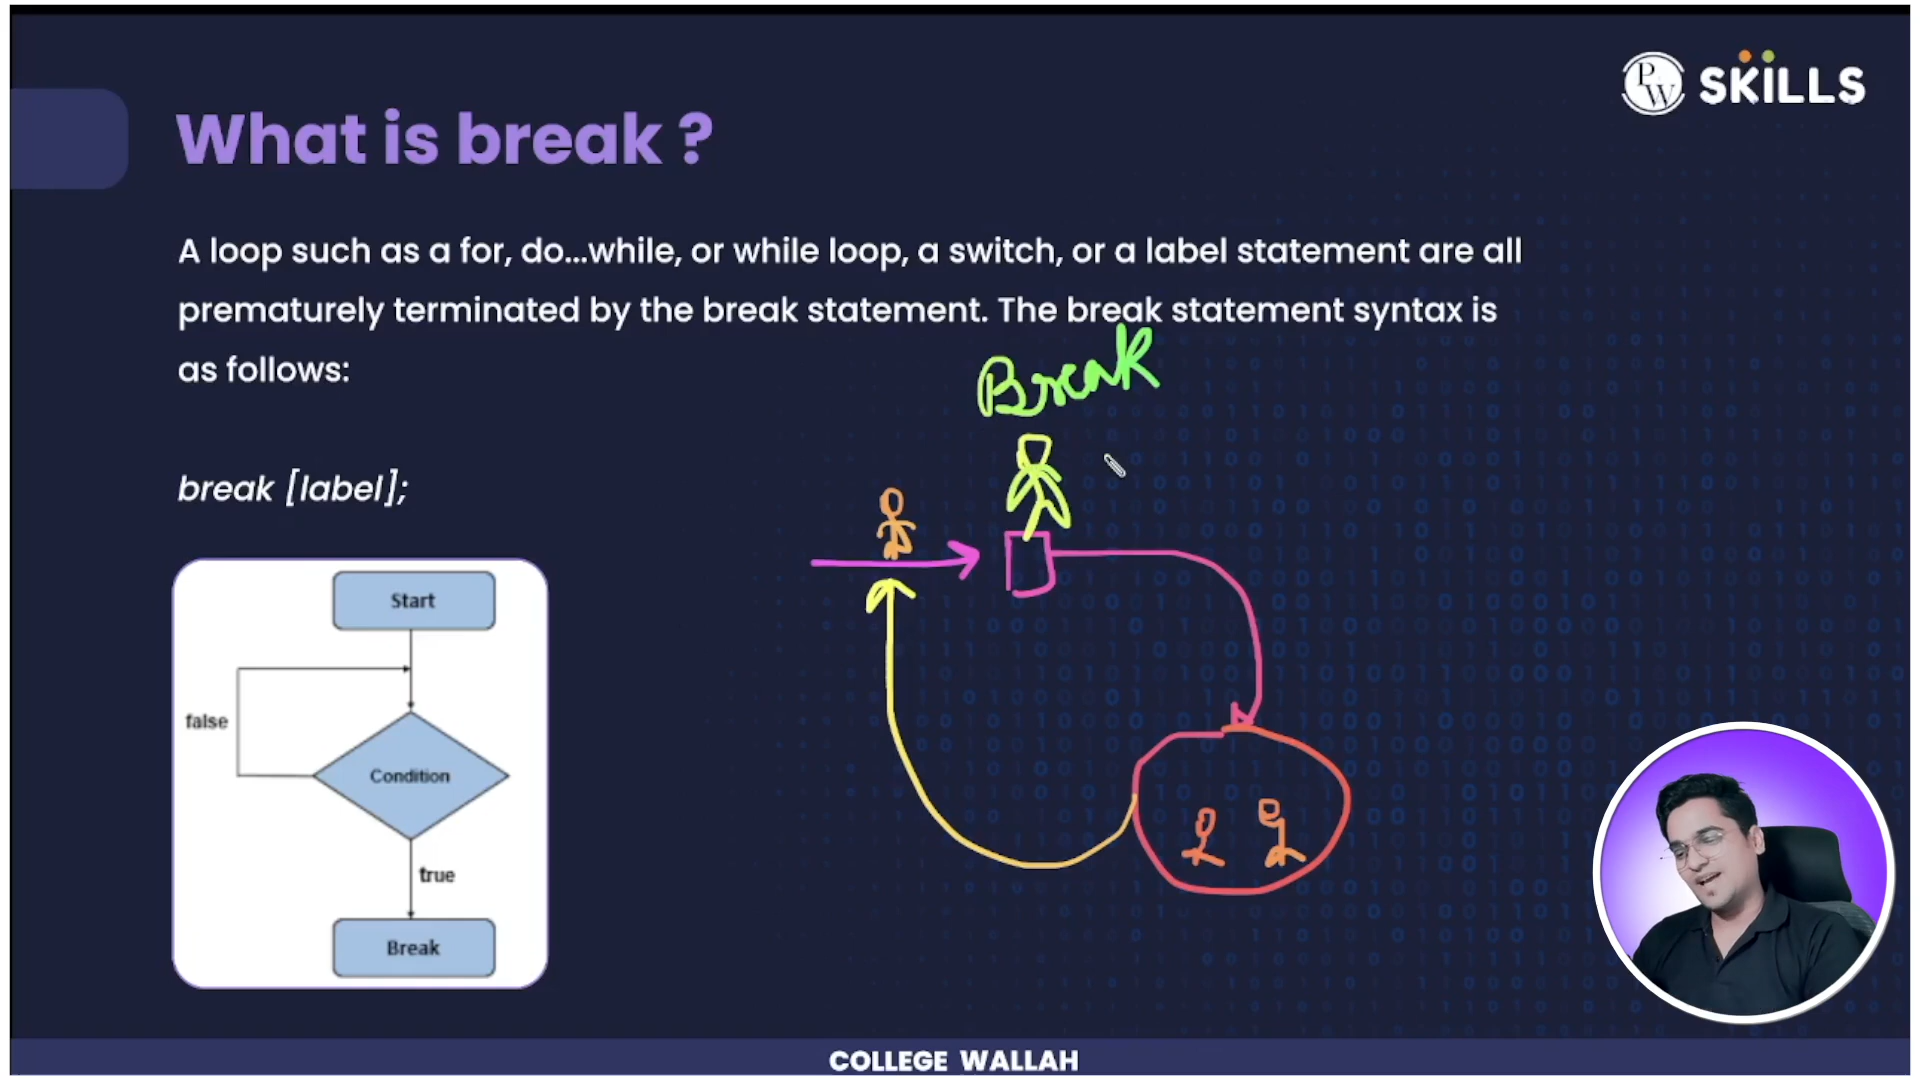 PW SKILLS
What is break ?
A loop such as a for, do...while, or while loop, a switch, or a label statement are all
prematurely terminated by the break statement. The break statement syntax is
as follows:
Break
break [label];
Start
false
Condition
true
Break
COLLEGE WALLAH